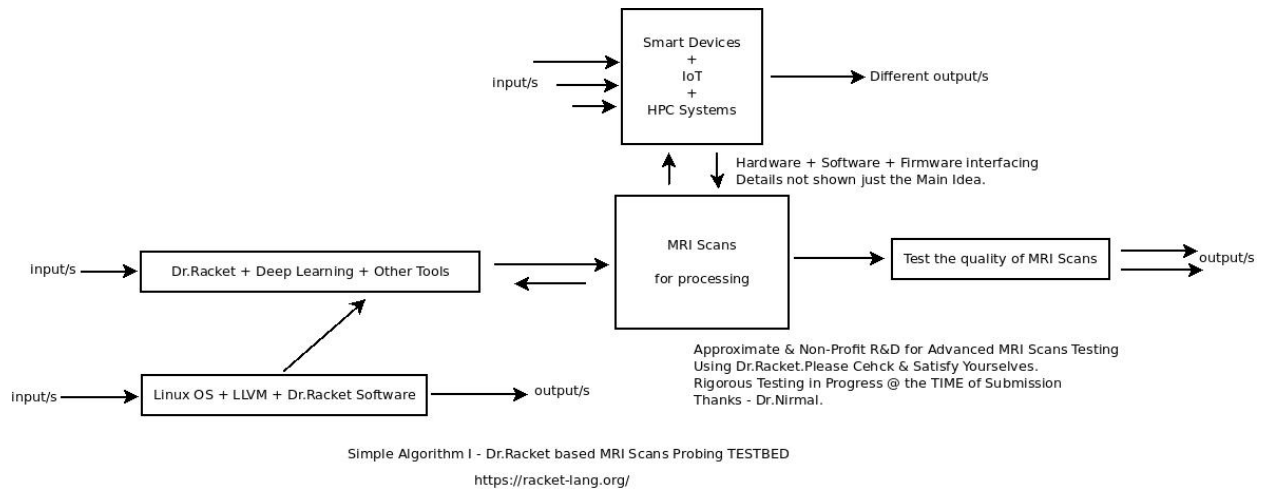 Smart Devices
+
IoT
+
HPC Systems
input/s
Different output/s
Hardware + Software + Firmware interfacing
Details not shown just the Main Idea.
MRI Scans
for processing
input/s
Dr.Racket + Deep Learning + Other Tools
Test the quality of MRI Scans
output/s
Approximate & Non-Profit R&D for Advanced MRI Scans Testing
Using Dr.Racket.Please Cehck & Satisfy Yourselves.
Rigorous Testing in Progress @ the TIME of Submission
Thanks - Dr.Nirmal.
input/s
Linux OS + LLVM + Dr.Racket Software
output/s
Simple Algorithm I - Dr.Racket based MRI Scans Probing TESTBED
https://racket-lang.org/